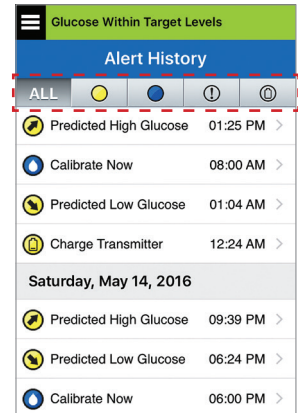 Glucose Within Target Levels
Alert History
ALL
Predicted High Glucose 01:25 PM
Calibrate Now 08:00 AM
Predicted Low Glucose 01:04 AM
Charge Transmitter 12:24 AM
Saturday, May 14, 2016
Predicted High Glucose 09:39 PM
Predicted Low Glucose 06:24 PM
Calibrate Now 06:00 PM